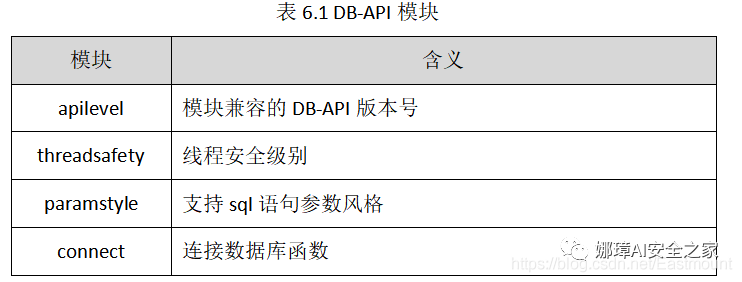 表 6.1 DB-API 模块
模块 含义
apilevel 模块兼容的 DB-API 版本号
threadsafety 线程安全级别
paramstyle 支持 sql 语句参数风格
connect 连接数据库函数
娜璋AI安全之家
https://blog.csdn.net/Eastmount